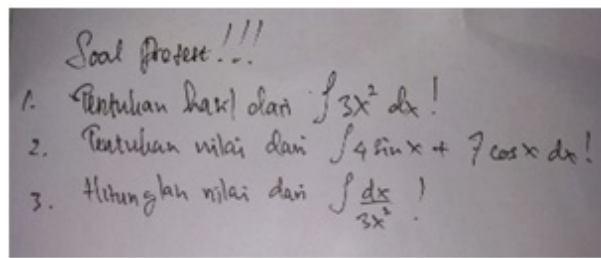 Soal Pretest!!!
1. Tentukan hasil dari ∫3x² dx!
2. Tentukan nilai dari ∫4 sin x + 7 cos x dx!
3. Hitunglah nilai dari ∫dx/3x²!